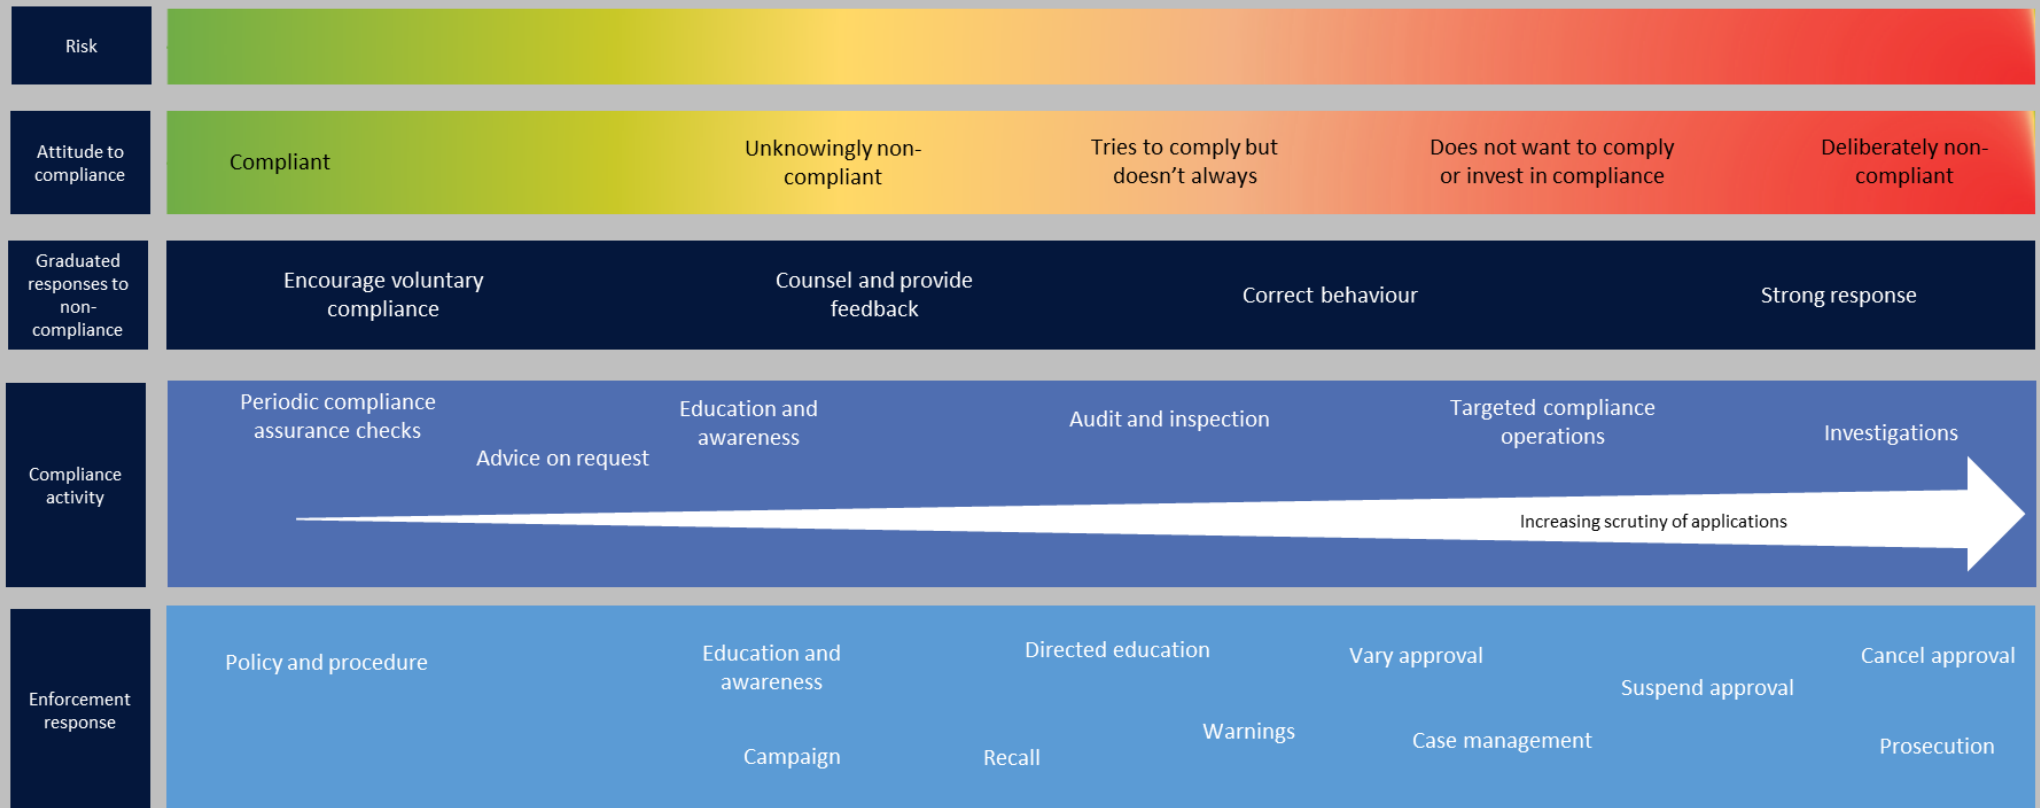 Risk
Attitude to
compliance
Compliant
Unknowingly non-
compliant
Tries to comply but
doesn’t always
Does not want to comply
or invest in compliance
Deliberately non-
compliant
Graduated
responses to
non-
compliance
Encourage voluntary
compliance
Counsel and provide
feedback
Correct behaviour
Strong response
Compliance
activity
Periodic compliance
assurance checks
Advice on request
Education and
awareness
Audit and inspection
Targeted compliance
operations
Investigations
Increasing scrutiny of applications
Enforcement
response
Policy and procedure
Education and
awareness
Campaign
Directed education
Recall
Warnings
Vary approval
Case management
Suspend approval
Cancel approval
Prosecution